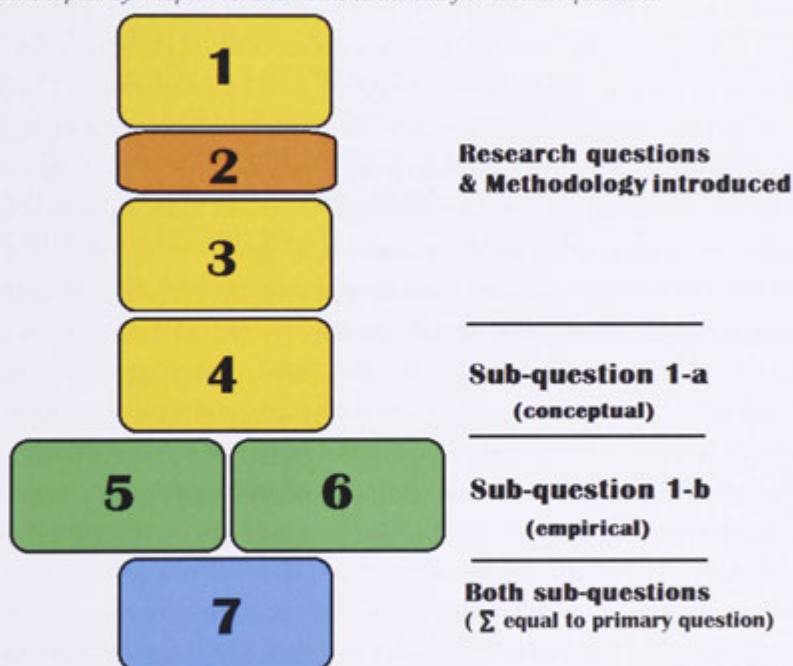 1
2
Research questions
& Methodology introduced
3
4
Sub-question 1-a
(conceptual)
5 6
Sub-question 1-b
(empirical)
7
Both sub-questions
( Σ equal to primary question)